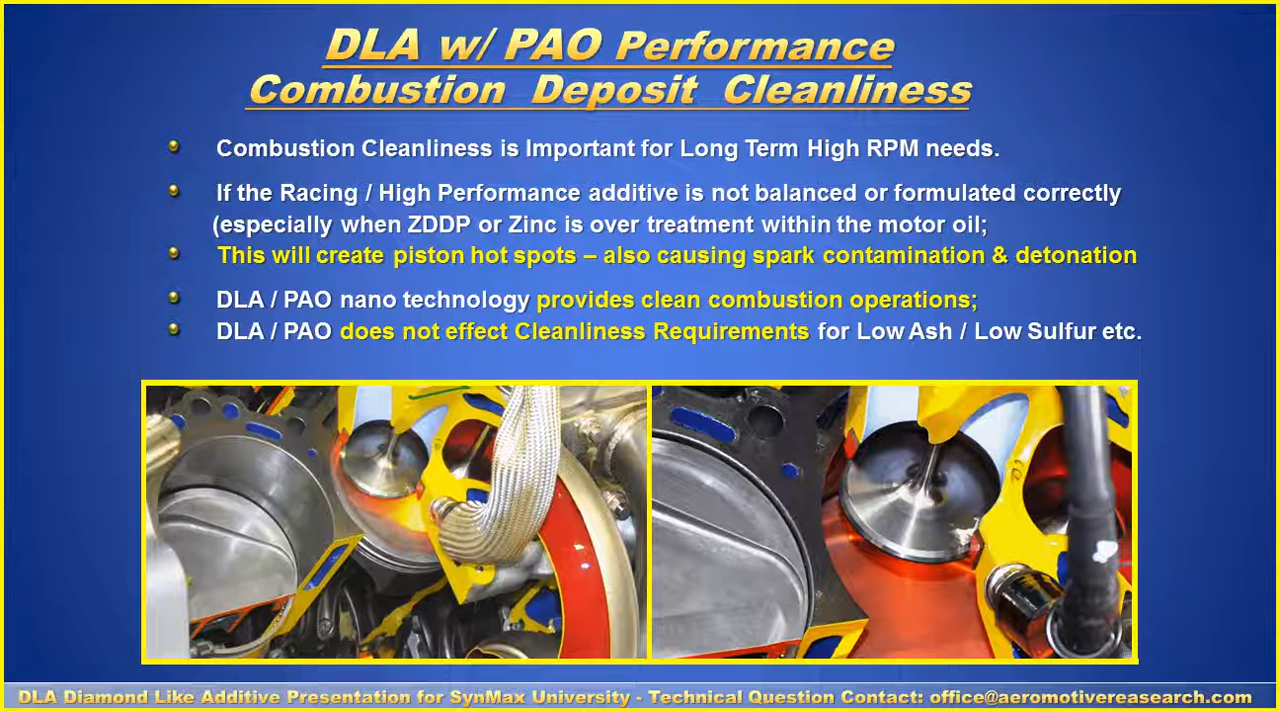 DLA w/ PAO Performance
Combustion Deposit Cleanliness
Combustion Cleanliness is Important for Long Term High RPM needs.
If the Racing / High Performance additive is not balanced or formulated correctly
(especially when ZDDP or Zinc is over treatment within the motor oil;
This will create piston hot spots – also causing spark contamination & detonation
DLA / PAO nano technology provides clean combustion operations;
DLA / PAO does not effect Cleanliness Requirements for Low Ash / Low Sulfur etc.
DLA Diamond Like Additive Presentation for SynMax University - Technical Question Contact: office@aeromotivereasearch.com